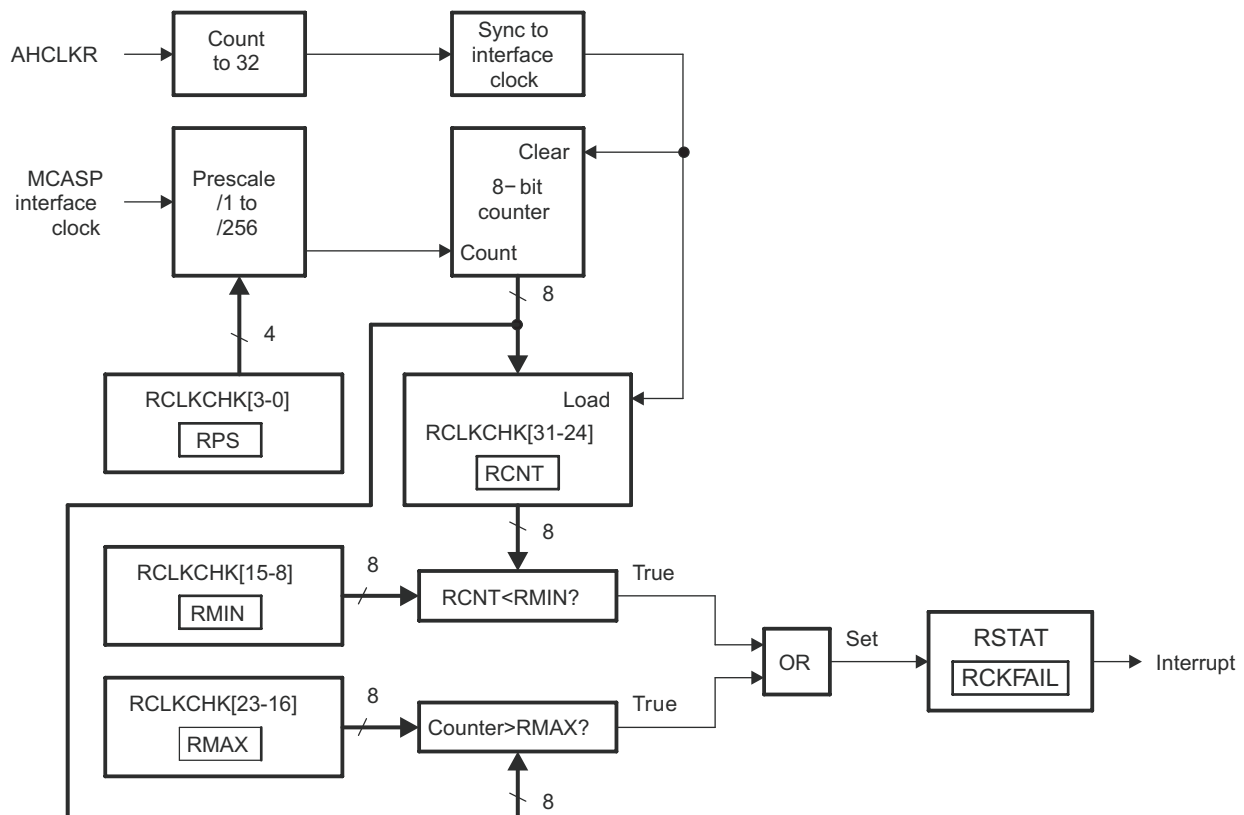 AHCLKR
Count
to 32
Sync to
interface
clock
MCASP
interface
clock
Prescale
/1 to
/256
Clear
8−bit
counter
Count
8
4
RCLKCHK[3-0]
RPS
Load
RCLKCHK[31-24]
RCNT
8
RCLKCHK[15-8]
RMIN
8
RCNT<RMIN?
True
OR
Set
RSTAT
RCKFAIL
Interrupt
RCLKCHK[23-16]
RMAX
8
Counter>RMAX?
True
8